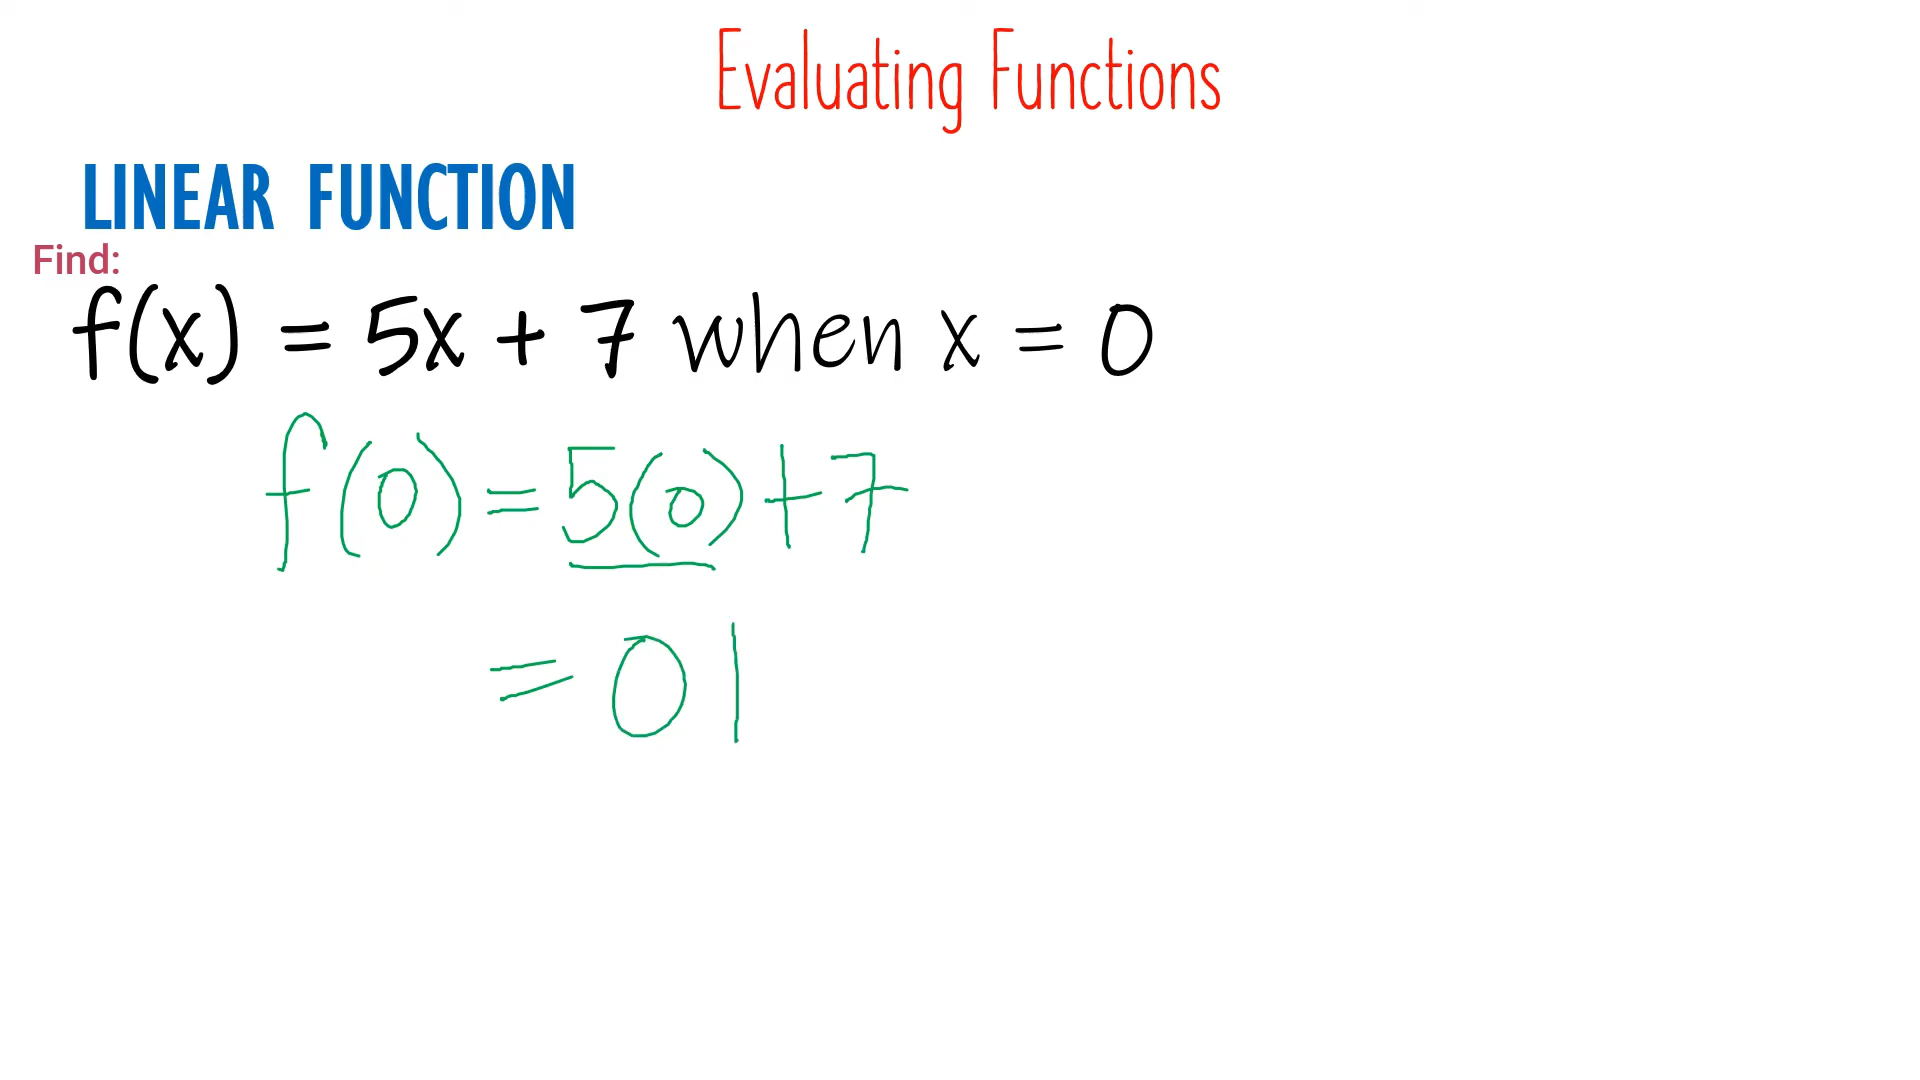 Evaluating Functions
LINEAR FUNCTION
Find:
f(x) = 5x + 7 when x = 0
f(0) = 5(0) + 7
= 0 |